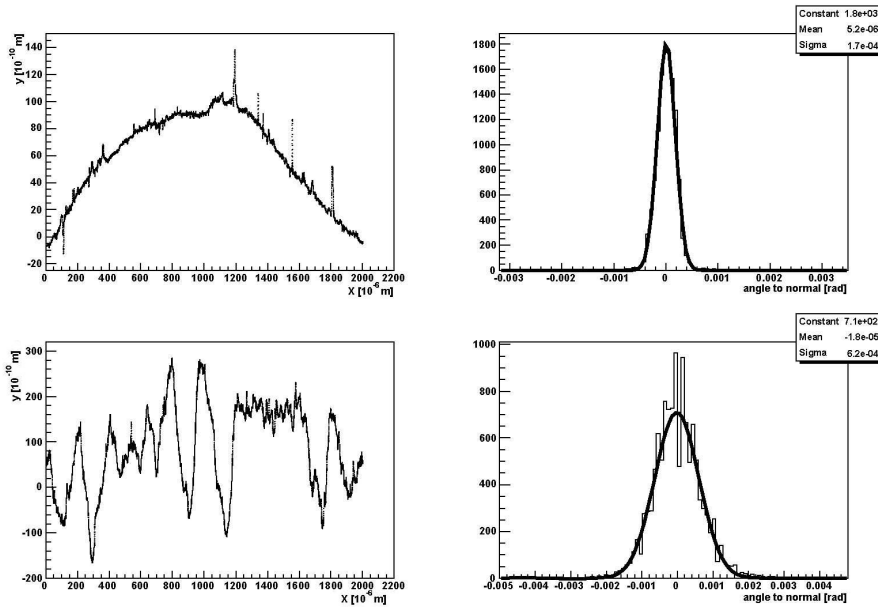 y [10⁻¹⁰ m]
140
120
100
80
60
40
20
0
-20
0 200 400 600 800 1000 1200 1400 1600 1800 2000 2200
X [10⁻⁶ m]
Constant 1.8e+03
Mean 5.2e-06
Sigma 1.7e-04
1800
1600
1400
1200
1000
800
600
400
200
0
-0.003 -0.002 -0.001 0 0.001 0.002 0.003
angle to normal [rad]
y [10⁻¹⁰ m]
300
200
100
0
-100
-200
0 200 400 600 800 1000 1200 1400 1600 1800 2000 2200
X [10⁻⁶ m]
Constant 7.1e+02
Mean -1.8e-05
Sigma 6.2e-04
1000
800
600
400
200
0
-0.005 -0.004 -0.003 -0.002 -0.001 0 0.001 0.002 0.003 0.004
angle to normal [rad]